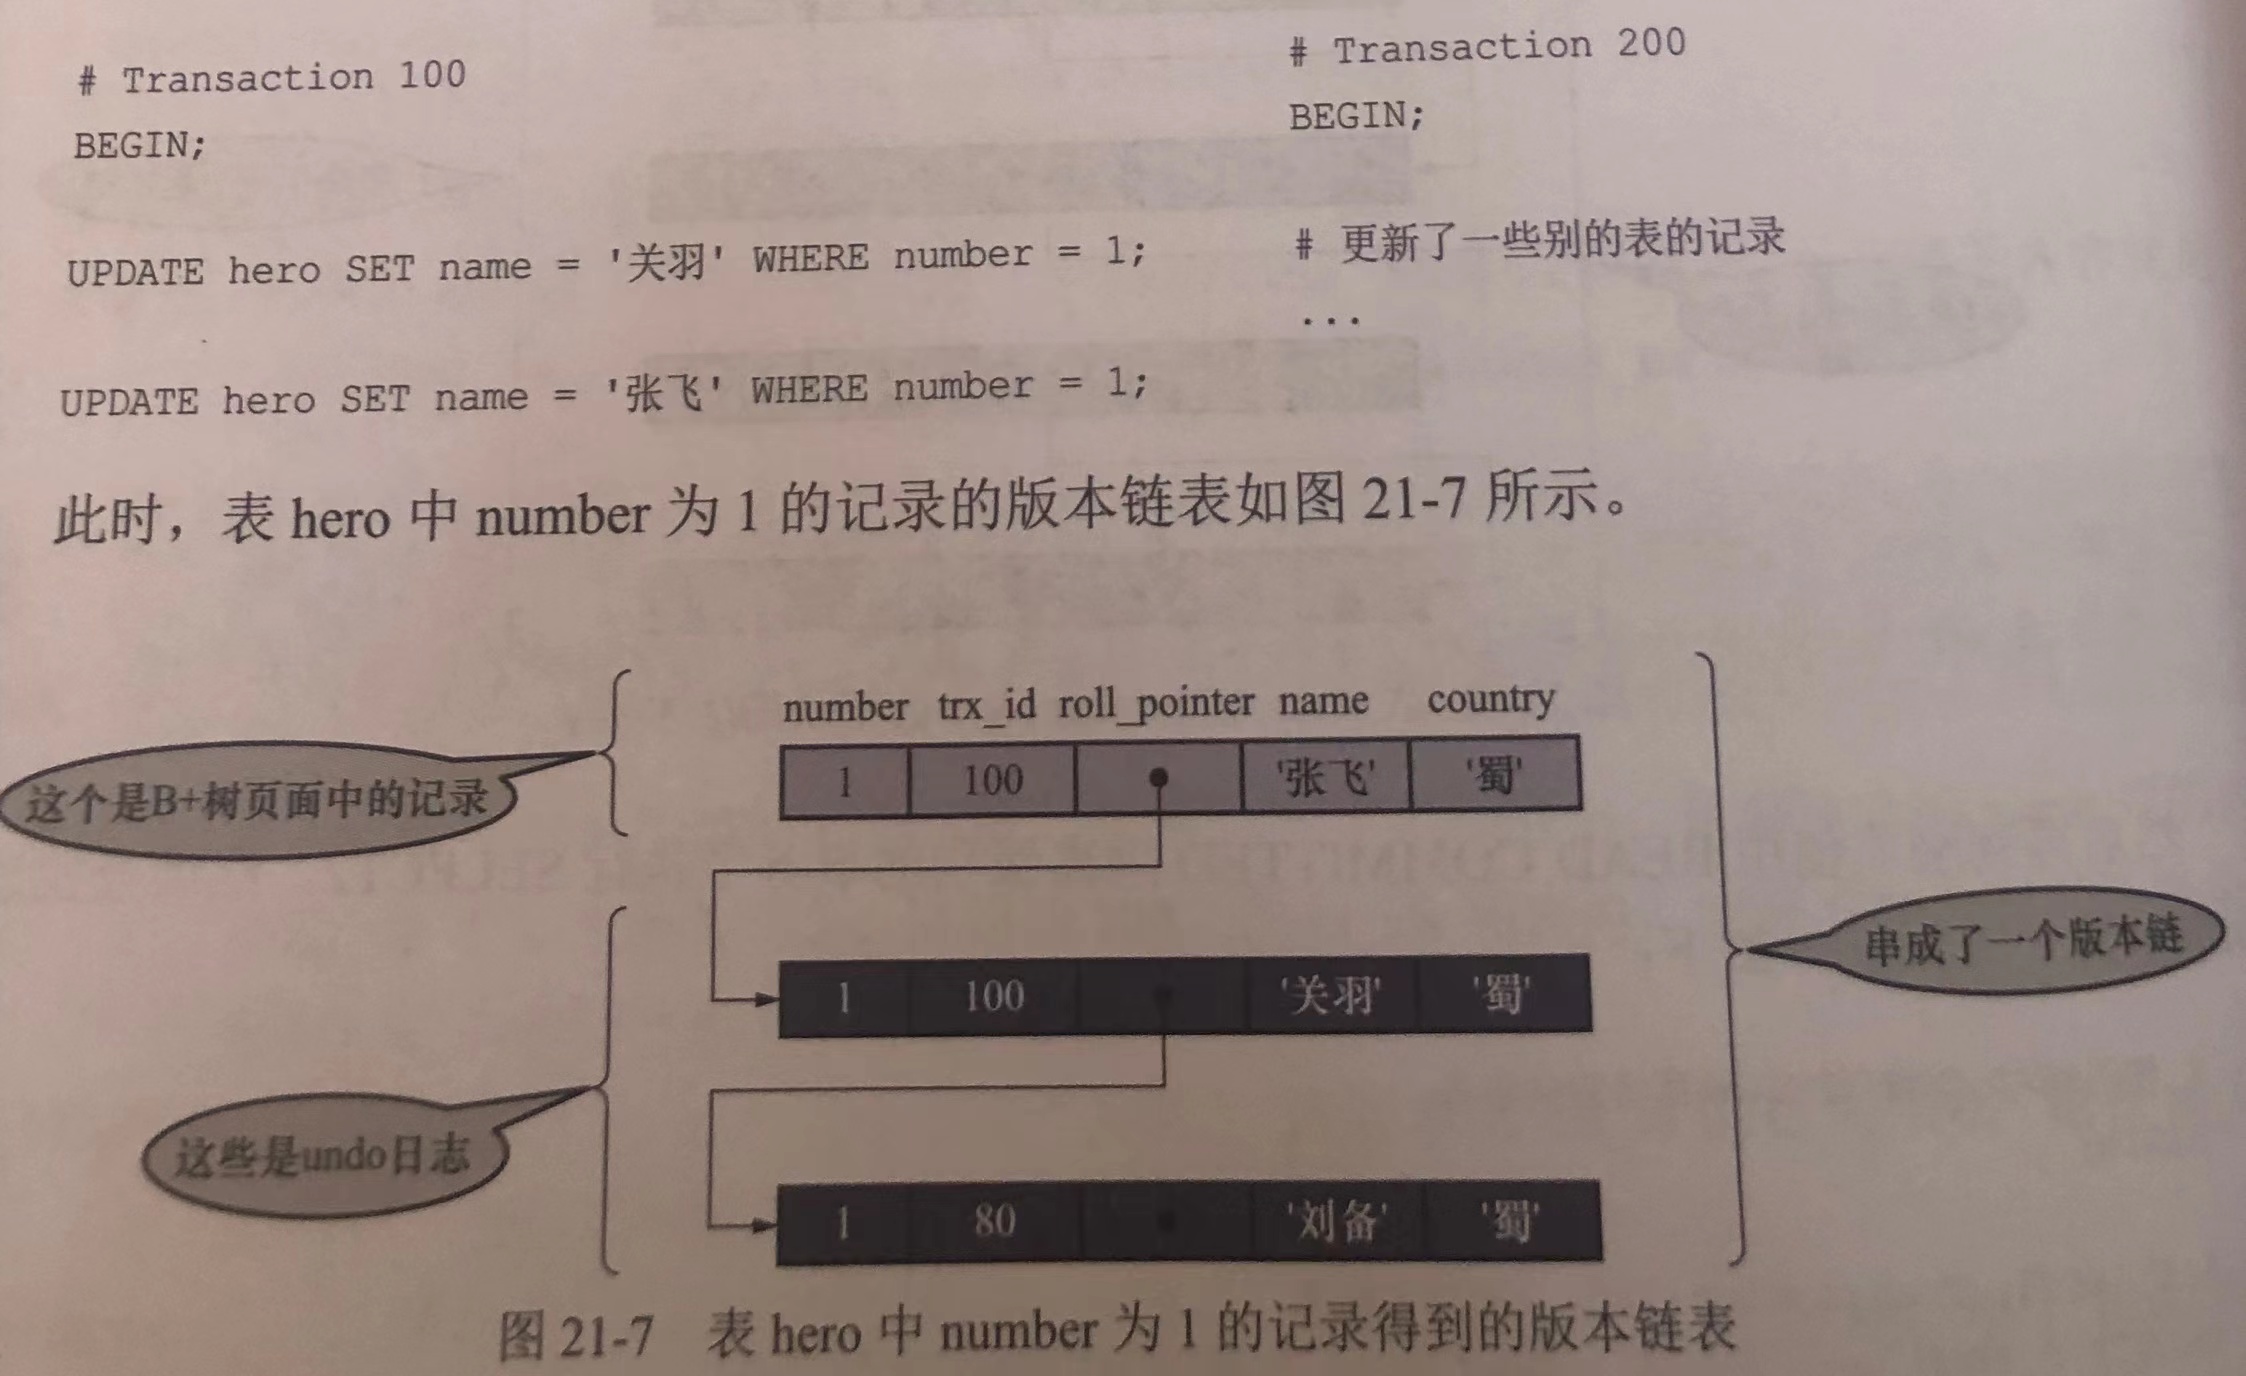 # Transaction 100
BEGIN;
UPDATE hero SET name = '关羽' WHERE number = 1;
UPDATE hero SET name = '张飞' WHERE number = 1;
# Transaction 200
BEGIN;
# 更新了一些别的表的记录
...
此时，表 hero 中 number 为 1 的记录的版本链表如图 21-7 所示。
number trx_id roll_pointer name country
这个是B+树页面中的记录
1 100 '张飞' '蜀'
1 100 '关羽' '蜀'
串成了一个版本链
这些是undo日志
1 80 '刘备' '蜀'
图 21-7 表 hero 中 number 为 1 的记录得到的版本链表